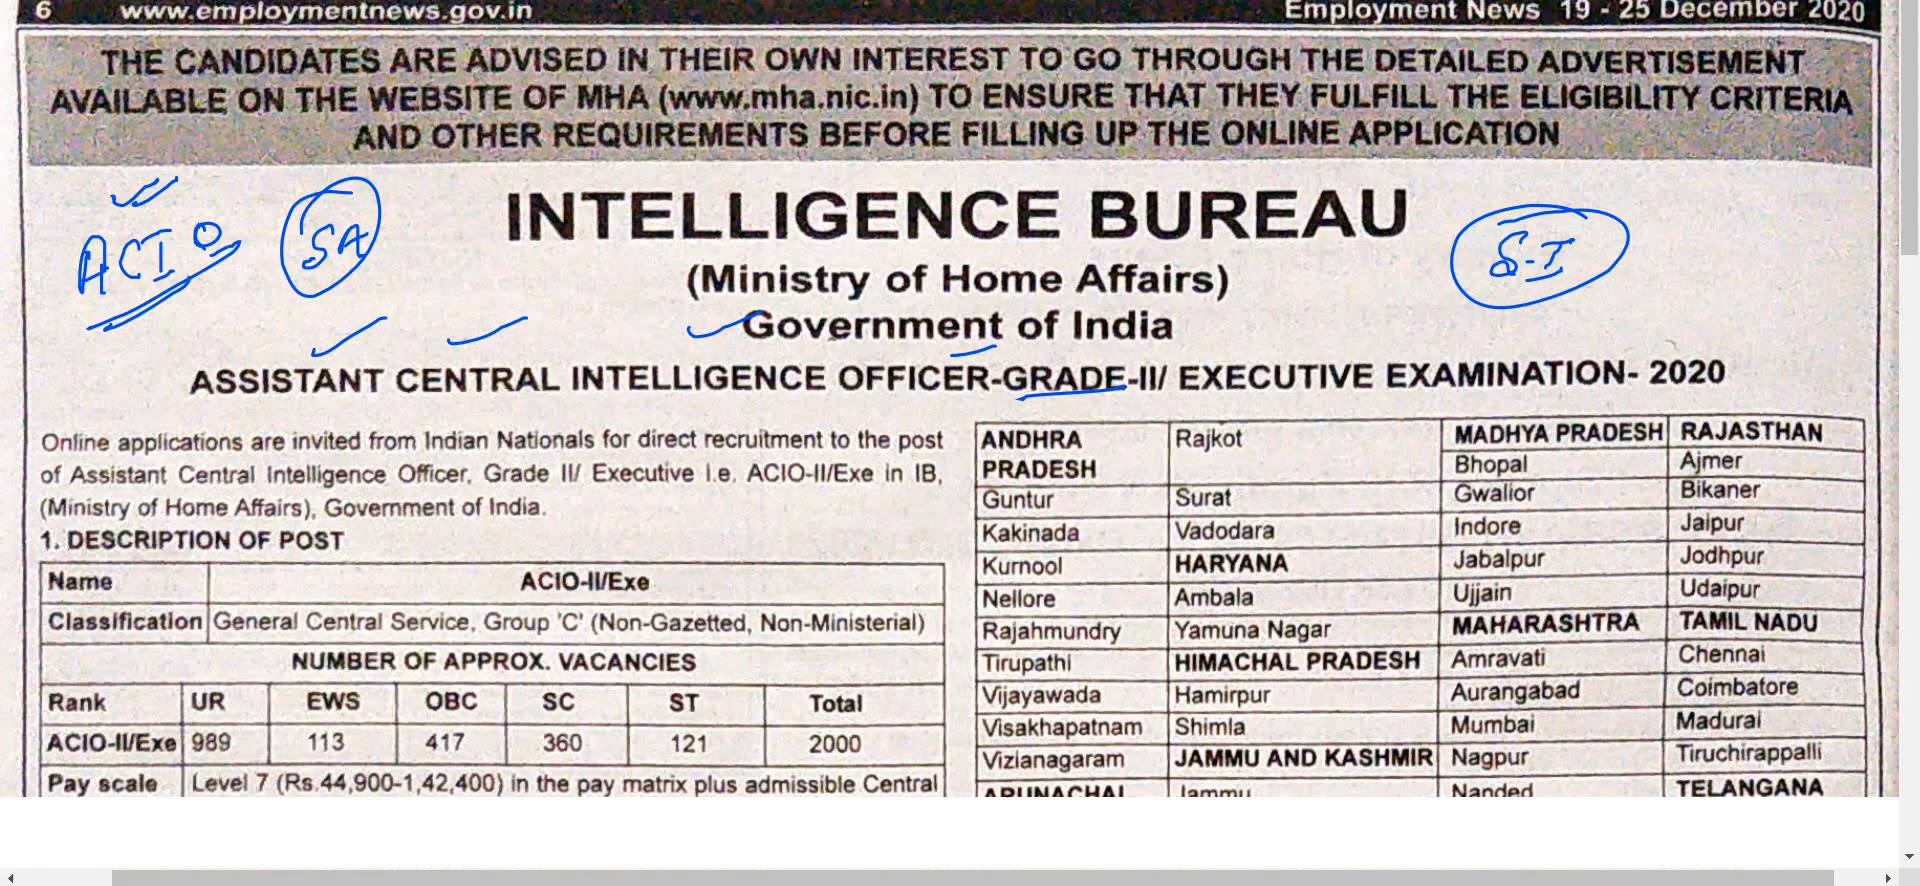 6 www.employmentnews.gov.in Employment News 19 - 25 December 2020
THE CANDIDATES ARE ADVISED IN THEIR OWN INTEREST TO GO THROUGH THE DETAILED ADVERTISEMENT
AVAILABLE ON THE WEBSITE OF MHA (www.mha.nic.in) TO ENSURE THAT THEY FULFILL THE ELIGIBILITY CRITERIA
AND OTHER REQUIREMENTS BEFORE FILLING UP THE ONLINE APPLICATION
ACIO SA
INTELLIGENCE BUREAU
S-I
(Ministry of Home Affairs)
Government of India
ASSISTANT CENTRAL INTELLIGENCE OFFICER-GRADE-II/ EXECUTIVE EXAMINATION- 2020
Online applications are invited from Indian Nationals for direct recruitment to the post
of Assistant Central Intelligence Officer, Grade II/ Executive i.e. ACIO-II/Exe in IB,
(Ministry of Home Affairs), Government of India.
1. DESCRIPTION OF POST
Name ACIO-II/Exe
Classification General Central Service, Group 'C' (Non-Gazetted, Non-Ministerial)
NUMBER OF APPROX. VACANCIES
Rank UR EWS OBC SC ST Total
ACIO-II/Exe 989 113 417 360 121 2000
Pay scale Level 7 (Rs.44,900-1,42,400) in the pay matrix plus admissible Central
ANDHRA
PRADESH
Guntur
Kakinada
Kurnool
Nellore
Rajahmundry
Tirupathi
Vijayawada
Visakhapatnam
Vizianagaram
ARUNACHAL
Rajkot
Surat
Vadodara
HARYANA
Ambala
Yamuna Nagar
HIMACHAL PRADESH
Hamirpur
Shimla
JAMMU AND KASHMIR
Jammu
MADHYA PRADESH
Bhopal
Gwalior
Indore
Jabalpur
Ujjain
MAHARASHTRA
Amravati
Aurangabad
Mumbai
Nagpur
Nanded
RAJASTHAN
Ajmer
Bikaner
Jaipur
Jodhpur
Udaipur
TAMIL NADU
Chennai
Coimbatore
Madurai
Tiruchirappalli
TELANGANA